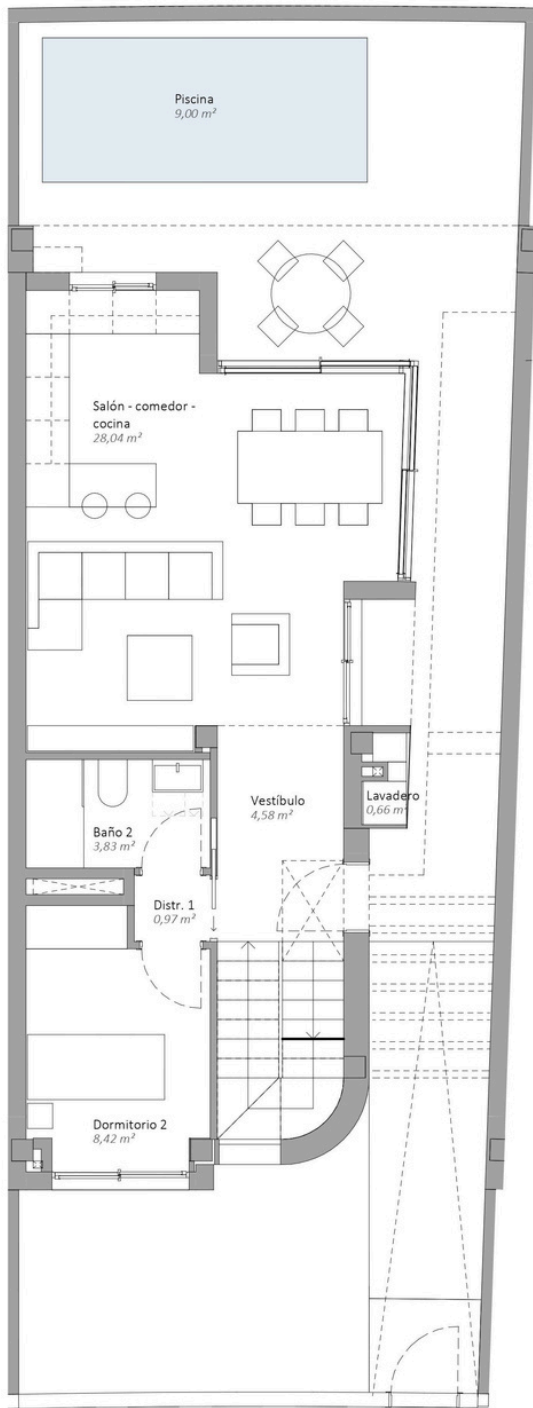 Piscina
9,00 m²
Salón - comedor -
cocina
28,04 m²
Vestíbulo
4,58 m²
Lavadero
0,66 m²
Baño 2
3,83 m²
Distr. 1
0,97 m²
Dormitorio 2
8,42 m²